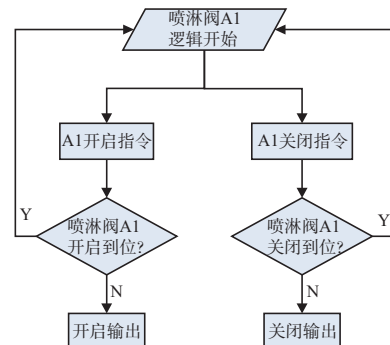 喷淋阀A1
逻辑开始
A1开启指令
A1关闭指令
喷淋阀A1
开启到位?
喷淋阀A1
关闭到位?
Y
Y
N
N
开启输出
关闭输出